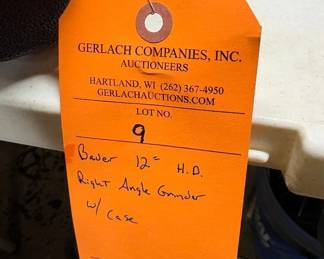 GERLACH COMPANIES, INC.
AUCTIONEERS
HARTLAND, WI (262) 367-4950
GERLACHAUCTIONS.COM
LOT NO.
9
Bauer 12" H.D.
Right Angle Grinder
w/ Case